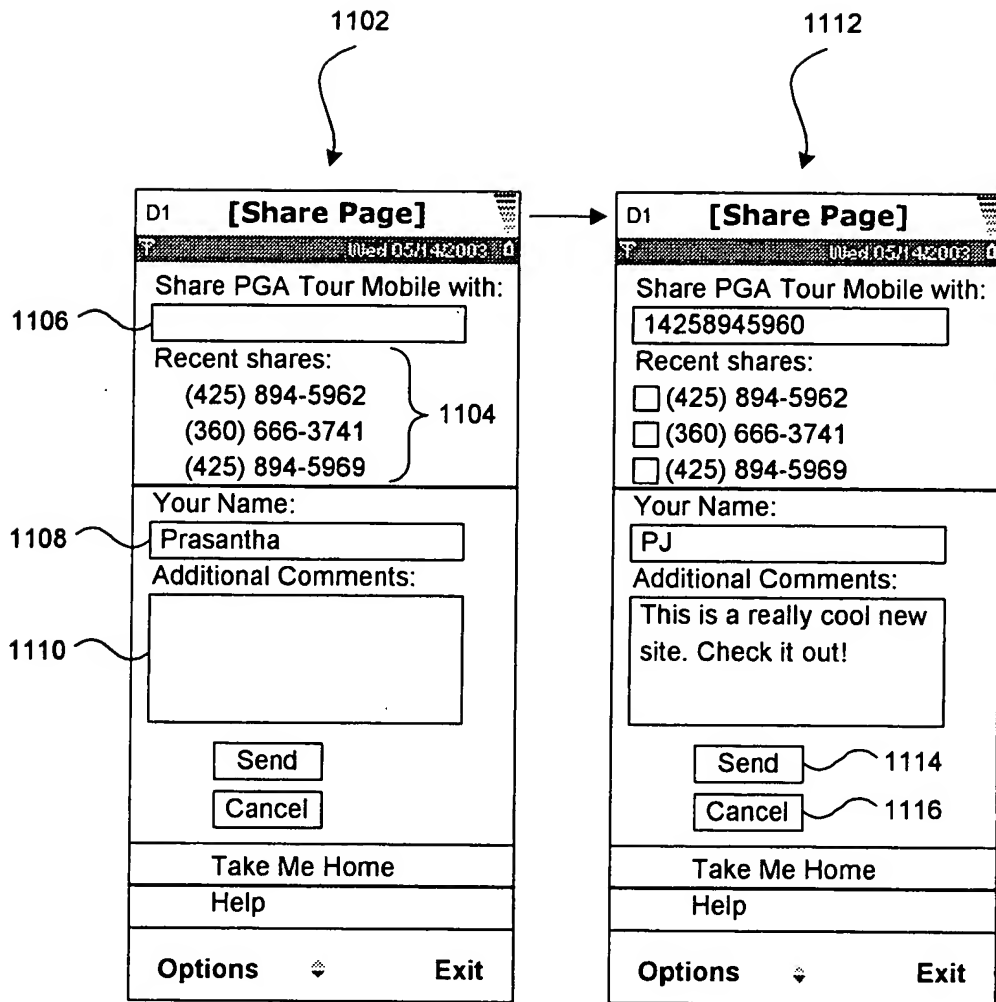 1102
1112
D1 [Share Page]
Wed 05/14/2003
Share PGA Tour Mobile with:
1106
Recent shares:
(425) 894-5962
(360) 666-3741
(425) 894-5969
1104
Your Name:
1108
Prasantha
Additional Comments:
1110
Send
Cancel
Take Me Home
Help
Options Exit
D1 [Share Page]
Wed 05/14/2003
Share PGA Tour Mobile with:
14258945960
Recent shares:
(425) 894-5962
(360) 666-3741
(425) 894-5969
Your Name:
PJ
Additional Comments:
This is a really cool new
site. Check it out!
Send
1114
Cancel
1116
Take Me Home
Help
Options Exit